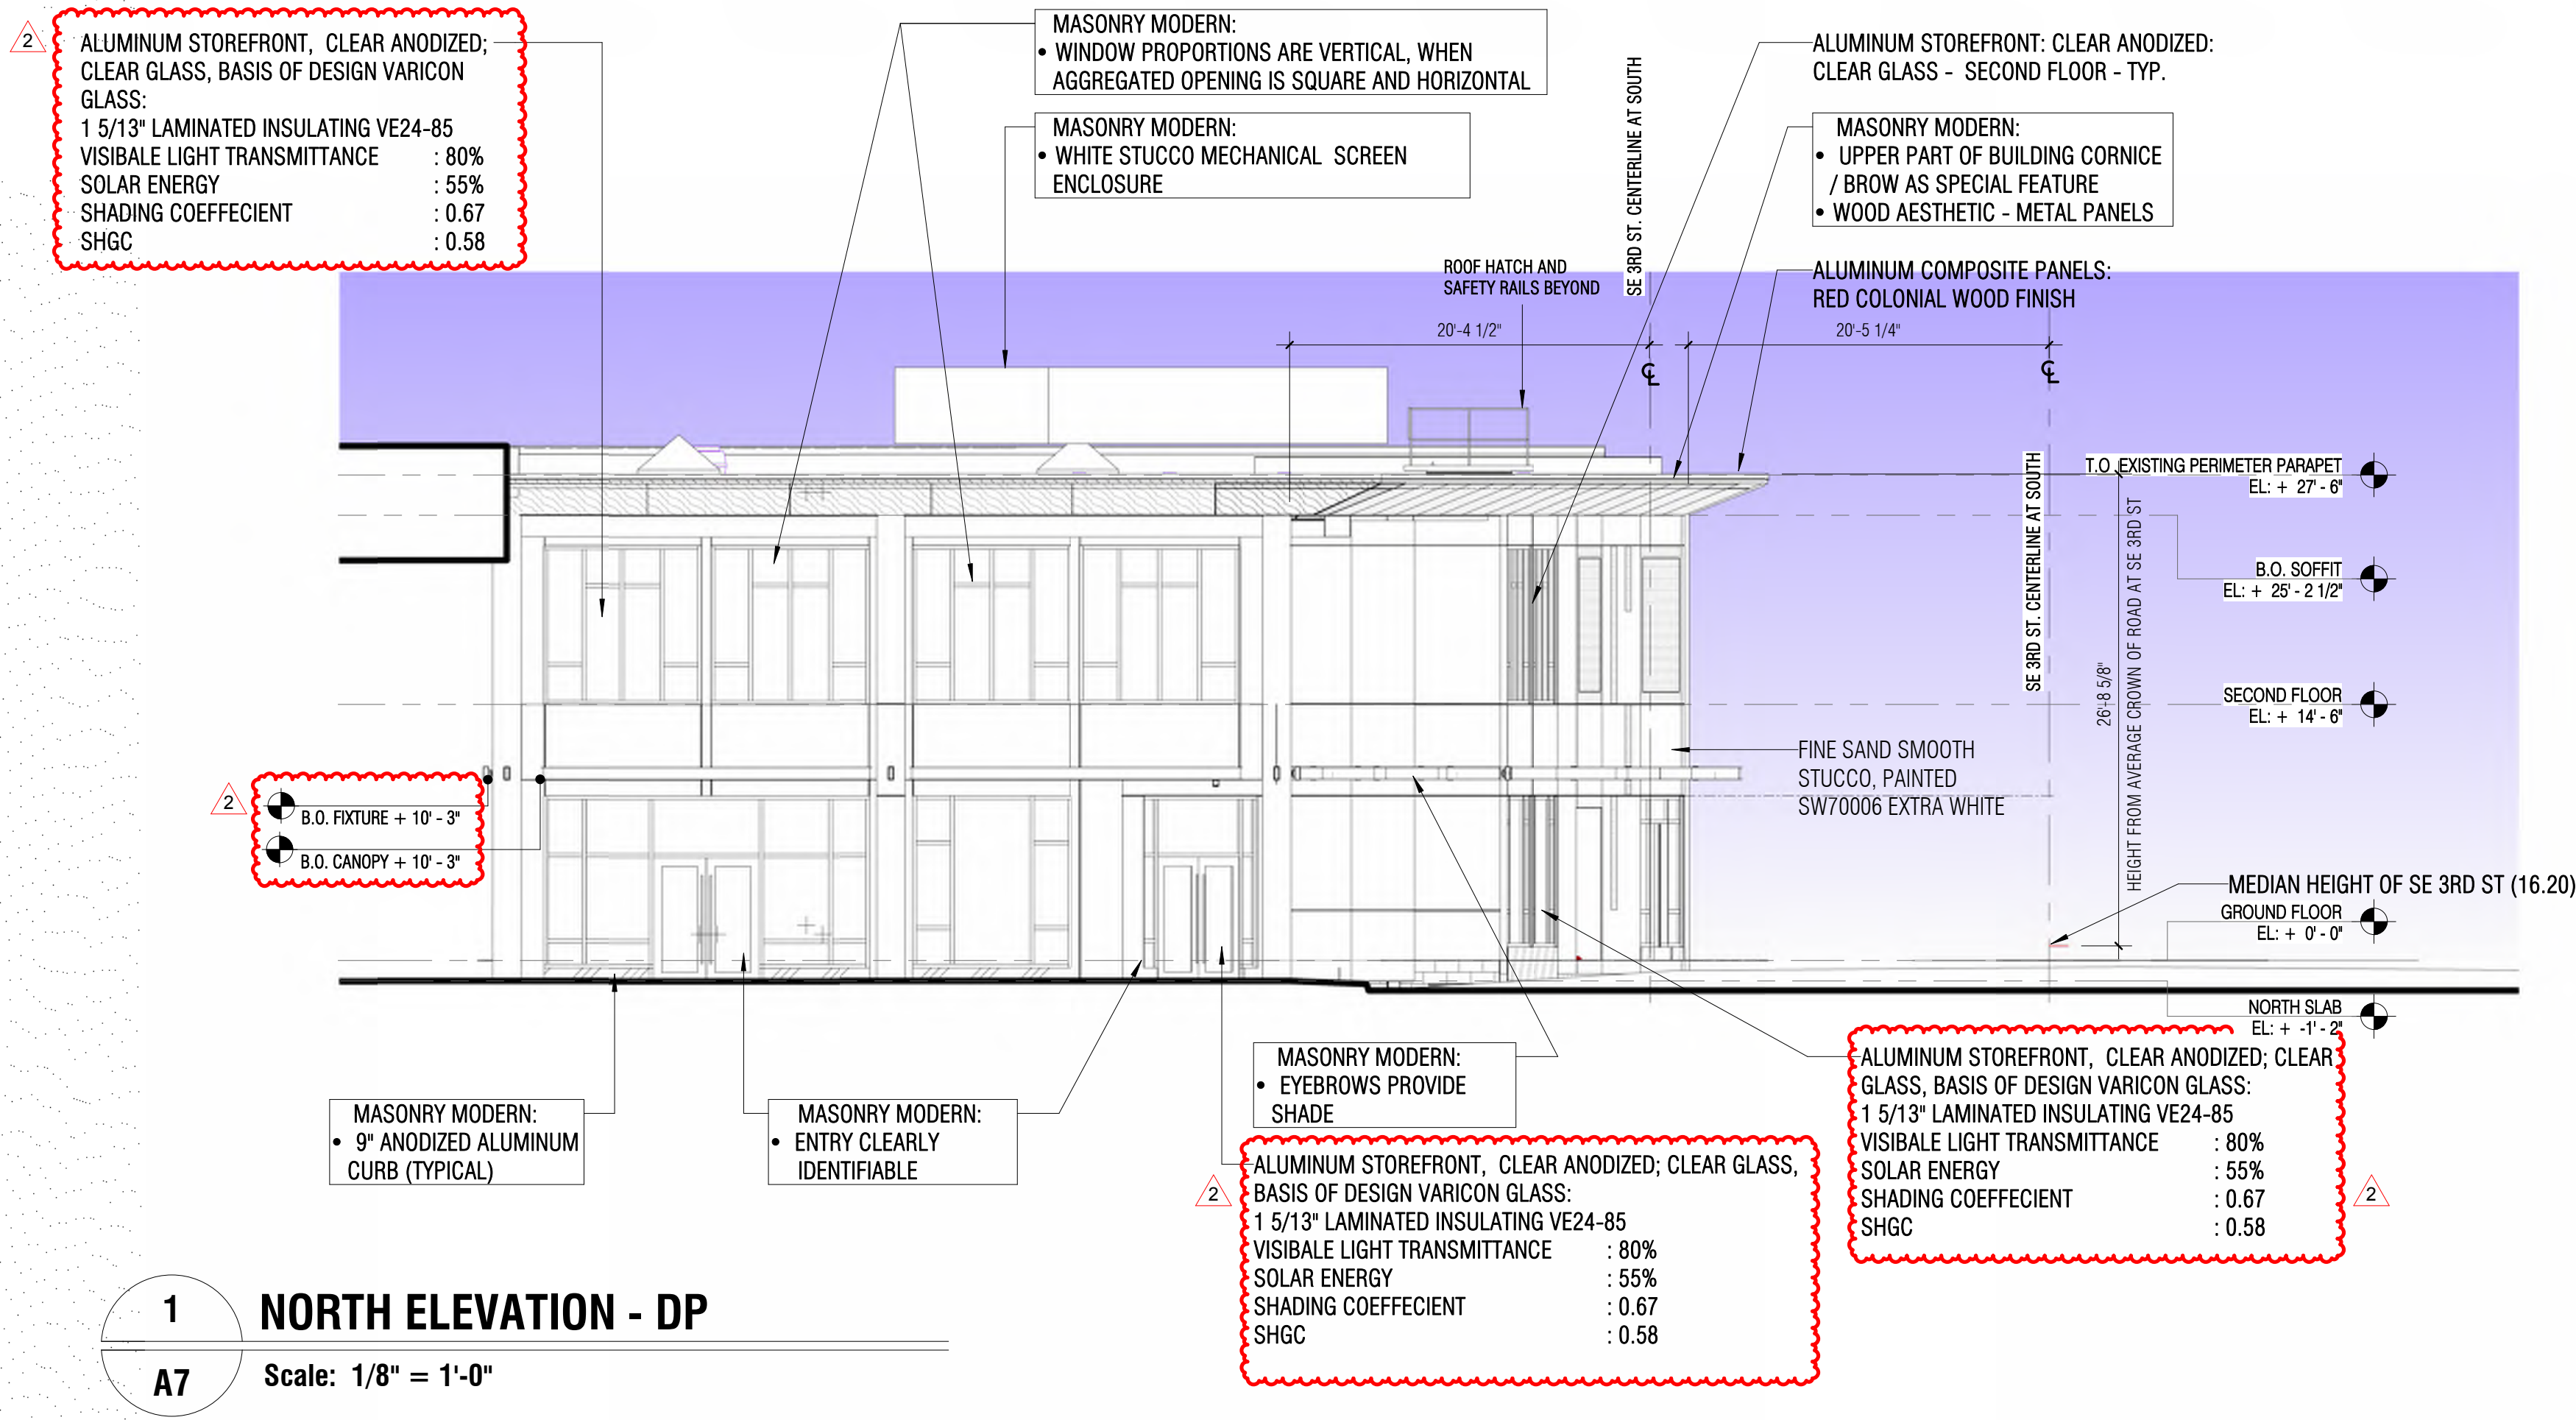 2
ALUMINUM STOREFRONT, CLEAR ANODIZED;
CLEAR GLASS, BASIS OF DESIGN VARICON
GLASS:
1 5/13" LAMINATED INSULATING VE24-85
VISIBALE LIGHT TRANSMITTANCE : 80%
SOLAR ENERGY : 55%
SHADING COEFFECIENT : 0.67
SHGC : 0.58
MASONRY MODERN:
• WINDOW PROPORTIONS ARE VERTICAL, WHEN
AGGREGATED OPENING IS SQUARE AND HORIZONTAL
MASONRY MODERN:
• WHITE STUCCO MECHANICAL SCREEN
ENCLOSURE
SE 3RD ST. CENTERLINE AT SOUTH
ALUMINUM STOREFRONT: CLEAR ANODIZED:
CLEAR GLASS - SECOND FLOOR - TYP.
MASONRY MODERN:
• UPPER PART OF BUILDING CORNICE
/ BROW AS SPECIAL FEATURE
• WOOD AESTHETIC - METAL PANELS
ROOF HATCH AND
SAFETY RAILS BEYOND
ALUMINUM COMPOSITE PANELS:
RED COLONIAL WOOD FINISH
20'-4 1/2"
20'-5 1/4"
℄
℄
T.O. EXISTING PERIMETER PARAPET
EL: + 27' - 6"
SE 3RD ST. CENTERLINE AT SOUTH
26'-8 5/8"
HEIGHT FROM AVERAGE CROWN OF ROAD AT SE 3RD ST
B.O. SOFFIT
EL: + 25' - 2 1/2"
SECOND FLOOR
EL: + 14' - 6"
FINE SAND SMOOTH
STUCCO, PAINTED
SW70006 EXTRA WHITE
2
B.O. FIXTURE + 10' - 3"
B.O. CANOPY + 10' - 3"
MEDIAN HEIGHT OF SE 3RD ST (16.20)
GROUND FLOOR
EL: + 0' - 0"
NORTH SLAB
EL: + -1' - 2"
MASONRY MODERN:
• 9" ANODIZED ALUMINUM
CURB (TYPICAL)
MASONRY MODERN:
• ENTRY CLEARLY
IDENTIFIABLE
MASONRY MODERN:
• EYEBROWS PROVIDE
SHADE
ALUMINUM STOREFRONT, CLEAR ANODIZED; CLEAR
GLASS, BASIS OF DESIGN VARICON GLASS:
1 5/13" LAMINATED INSULATING VE24-85
VISIBALE LIGHT TRANSMITTANCE : 80%
SOLAR ENERGY : 55%
SHADING COEFFECIENT : 0.67
SHGC : 0.58
2
2
ALUMINUM STOREFRONT, CLEAR ANODIZED; CLEAR GLASS,
BASIS OF DESIGN VARICON GLASS:
1 5/13" LAMINATED INSULATING VE24-85
VISIBALE LIGHT TRANSMITTANCE : 80%
SOLAR ENERGY : 55%
SHADING COEFFECIENT : 0.67
SHGC : 0.58
1
NORTH ELEVATION - DP
A7
Scale: 1/8" = 1'-0"